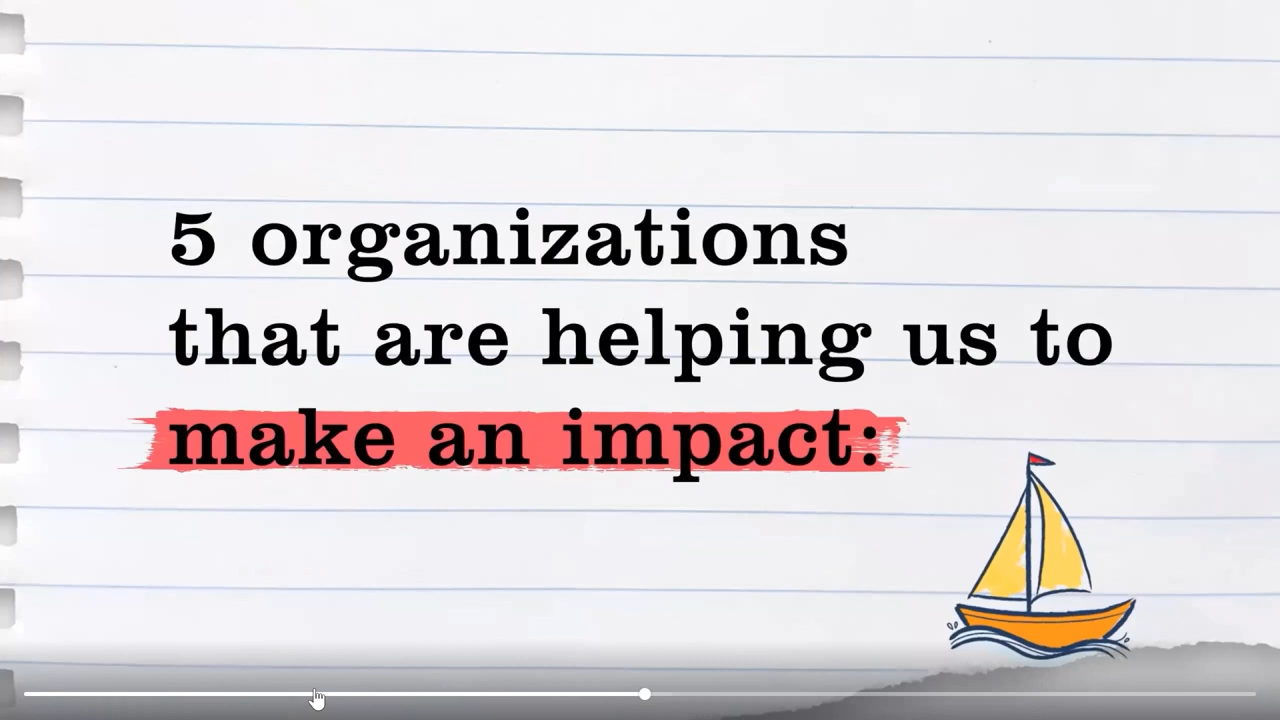 5 organizations
that are helping us to
make an impact: